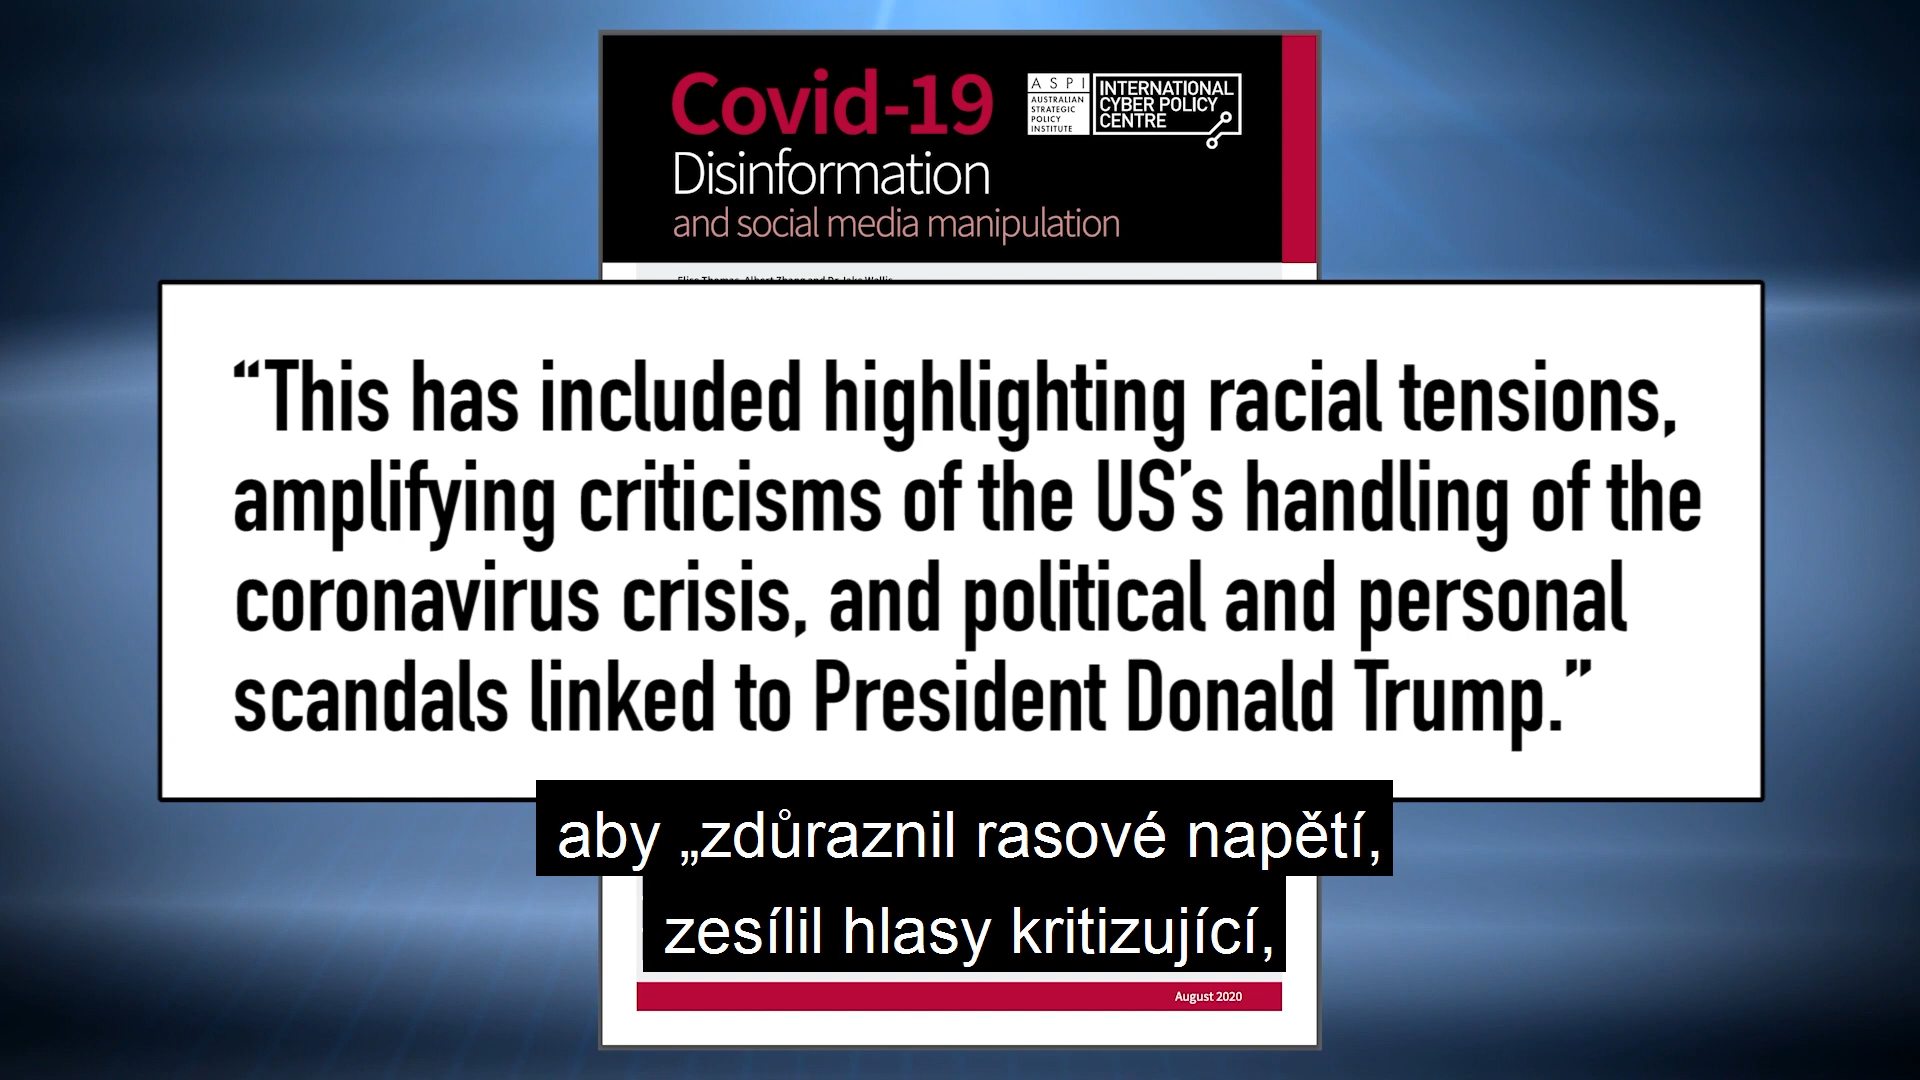 Covid-19
Disinformation
and social media manipulation
ASPI
AUSTRALIAN
STRATEGIC
POLICY
INSTITUTE
INTERNATIONAL
CYBER POLICY
CENTRE
“This has included highlighting racial tensions,
amplifying criticisms of the US’s handling of the
coronavirus crisis, and political and personal
scandals linked to President Donald Trump.”
aby „zdůraznil rasové napětí,
zesílil hlasy kritizující,
August 2020